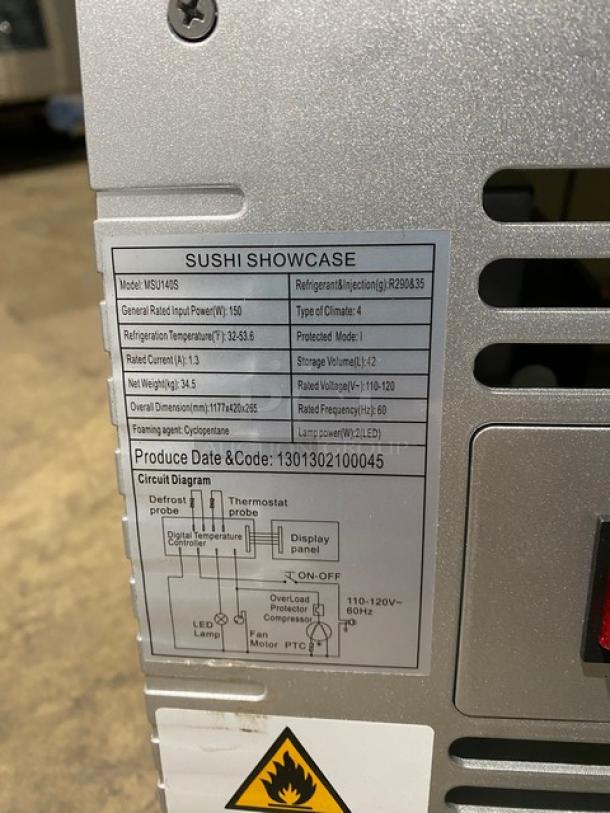 SUSHI SHOWCASE
Model: MSU140S
Refrigerant&Injection(g):R290&35
General Rated Input Power(W): 150
Type of Climate: 4
Refrigeration Temperature(℉): 32-53.6
Protected Mode: I
Rated Current (A): 1.3
Storage Volume(L):42
Net Weight(kg): 34.5
Rated Voltage(V~):110-120
Overall Dimension(mm):1177x420x265
Rated Frequency(Hz): 60
Foaming agent: Cyclopentane
Lamp power(W):2(LED)
Produce Date &Code: 1301302100045
Circuit Diagram
Defrost probe
Thermostat probe
Digital Temperature Controller
Display panel
ON-OFF
OverLoad Protector
Compressor
110-120V~
60Hz
LED Lamp
Fan Motor
PTC